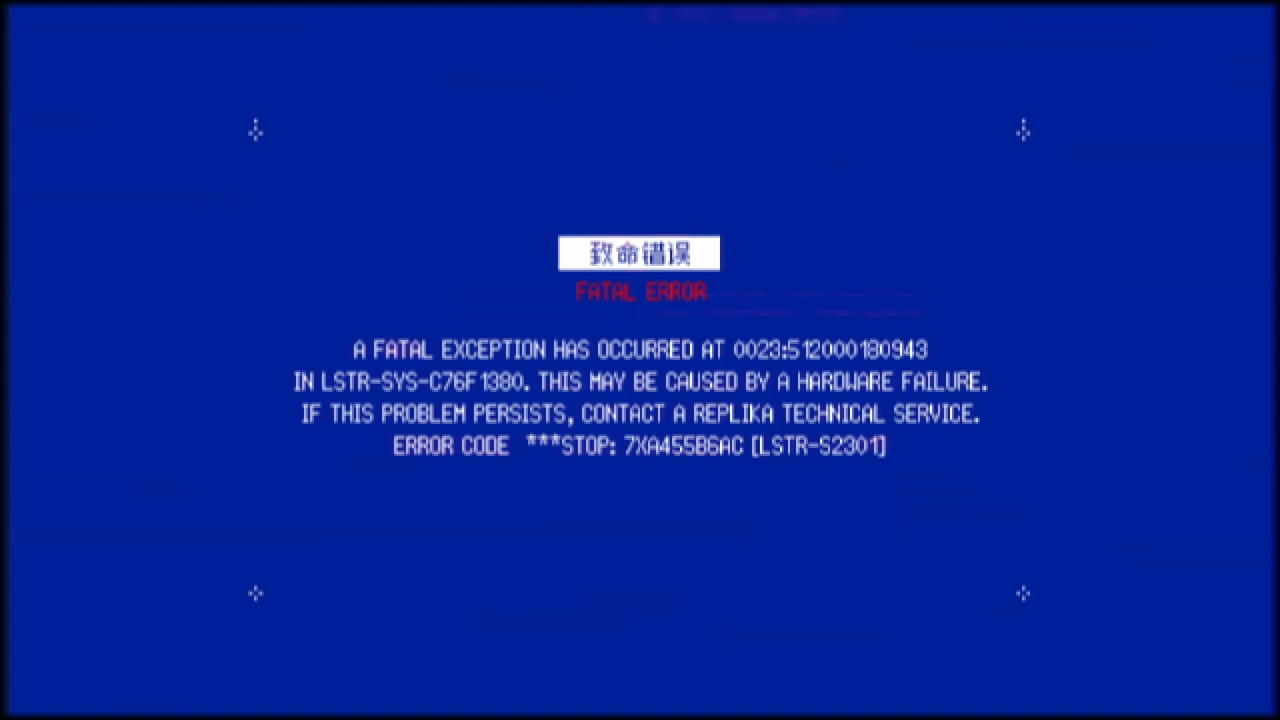 致命错误
FATAL ERROR
A FATAL EXCEPTION HAS OCCURRED AT 0023:512000180943
IN LSTR-SYS-C76F1380. THIS MAY BE CAUSED BY A HARDWARE FAILURE.
IF THIS PROBLEM PERSISTS, CONTACT A REPLIKA TECHNICAL SERVICE.
ERROR CODE ***STOP: 7XA455B6AC [LSTR-S2301]